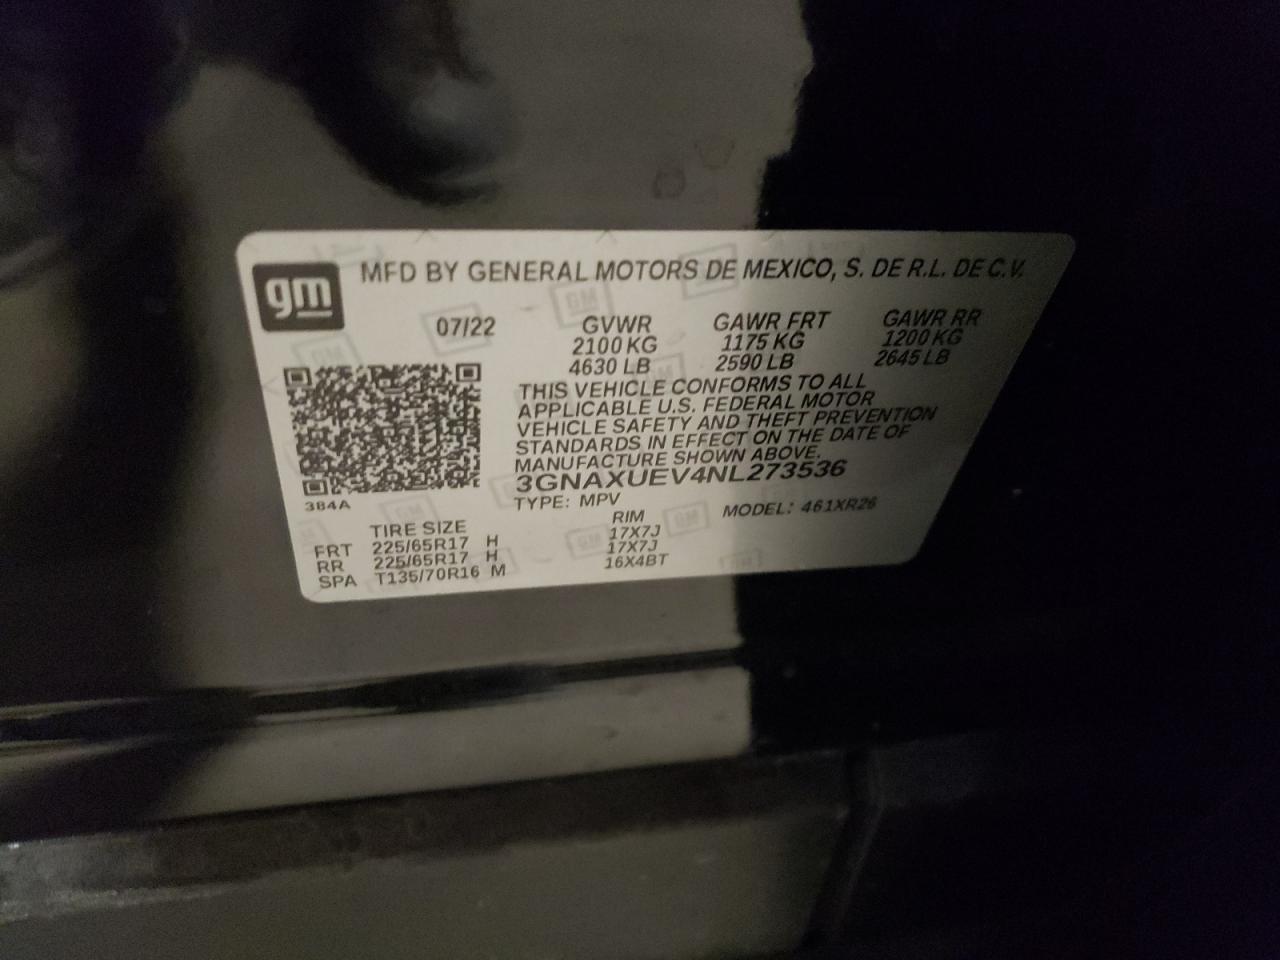 gm
MFD BY GENERAL MOTORS DE MEXICO, S. DE R.L. DE C.V.
07/22 GVWR GAWR FRT GAWR RR
2100 KG 1175 KG 1200 KG
4630 LB 2590 LB 2645 LB
THIS VEHICLE CONFORMS TO ALL
APPLICABLE U.S. FEDERAL MOTOR
VEHICLE SAFETY AND THEFT PREVENTION
STANDARDS IN EFFECT ON THE DATE OF
MANUFACTURE SHOWN ABOVE.
3GNAXUEV4NL273536
384A
TYPE: MPV MODEL: 461XR26
TIRE SIZE RIM
FRT 225/65R17 H 17X7J
RR 225/65R17 H 17X7J
SPA T135/70R16 M 16X4BT